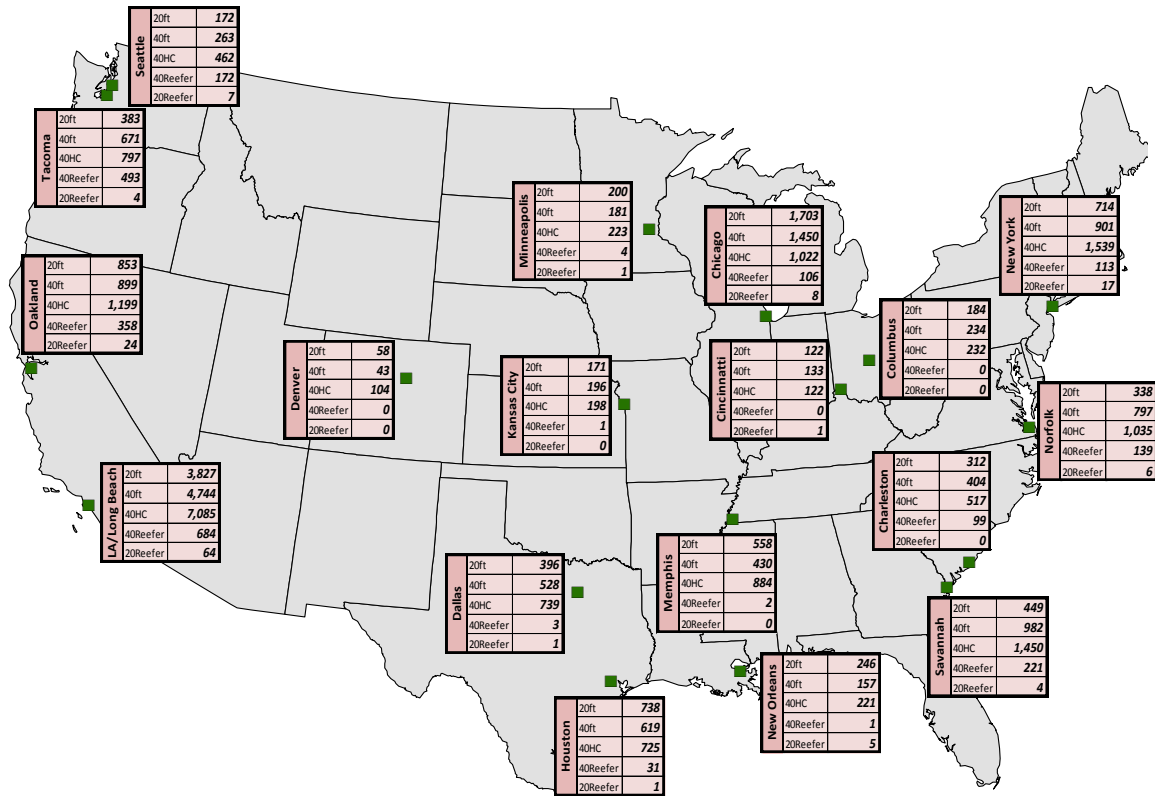 Seattle
20ft 172
40ft 263
40HC 462
40Reefer 172
20Reefer 7
Tacoma
20ft 383
40ft 671
40HC 797
40Reefer 493
20Reefer 4
Minneapolis
20ft 200
40ft 181
40HC 223
40Reefer 4
20Reefer 1
Chicago
20ft 1,703
40ft 1,450
40HC 1,022
40Reefer 106
20Reefer 8
New York
20ft 714
40ft 901
40HC 1,539
40Reefer 113
20Reefer 17
Oakland
20ft 853
40ft 899
40HC 1,199
40Reefer 358
20Reefer 24
Denver
20ft 58
40ft 43
40HC 104
40Reefer 0
20Reefer 0
Kansas City
20ft 171
40ft 196
40HC 198
40Reefer 1
20Reefer 0
Cincinnatti
20ft 122
40ft 133
40HC 122
40Reefer 0
20Reefer 1
Columbus
20ft 184
40ft 234
40HC 232
40Reefer 0
20Reefer 0
Norfolk
20ft 338
40ft 797
40HC 1,035
40Reefer 139
20Reefer 6
LA/Long Beach
20ft 3,827
40ft 4,744
40HC 7,085
40Reefer 684
20Reefer 64
Charleston
20ft 312
40ft 404
40HC 517
40Reefer 99
20Reefer 0
Dallas
20ft 396
40ft 528
40HC 739
40Reefer 3
20Reefer 1
Memphis
20ft 558
40ft 430
40HC 884
40Reefer 2
20Reefer 0
Savannah
20ft 449
40ft 982
40HC 1,450
40Reefer 221
20Reefer 4
New Orleans
20ft 246
40ft 157
40HC 221
40Reefer 1
20Reefer 5
Houston
20ft 738
40ft 619
40HC 725
40Reefer 31
20Reefer 1